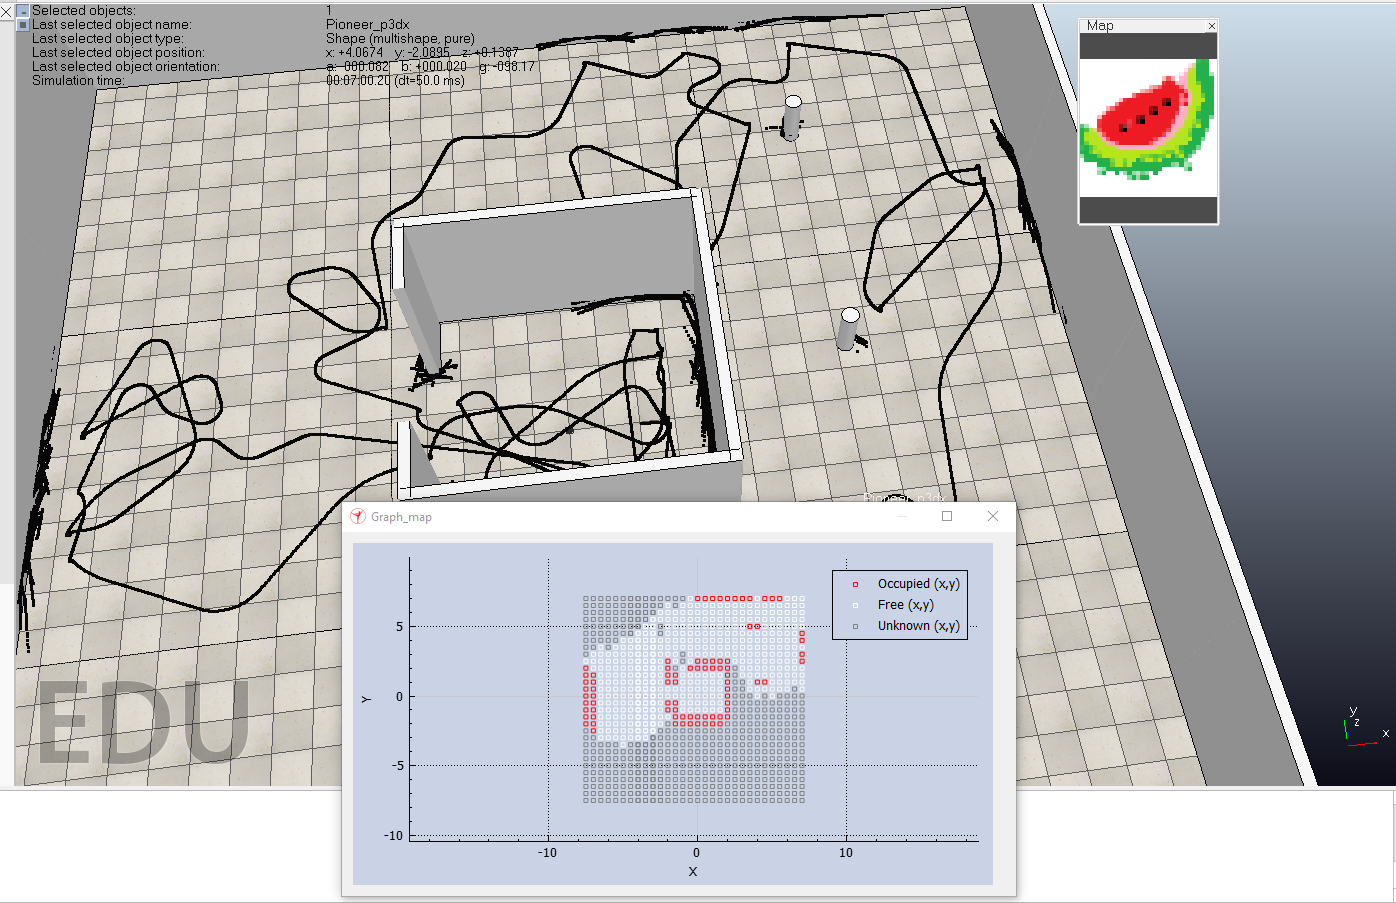 Selected objects: 1
Last selected object name: Pioneer_p3dx
Last selected object type: Shape (multishape, pure)
Last selected object position: x: +4.0674 y: -2.0895 z: +0.1387
Last selected object orientation: a: -000.082 b: +000.020 g: -098.17
Simulation time: 00:07:00.20 (dt=50.0 ms)
Map
Pioneer_p3dx
Graph_map
Occupied (x,y)
Free (x,y)
Unknown (x,y)
5
0
-5
-10
Y
-10 0 10
X
EDU
y
z
x